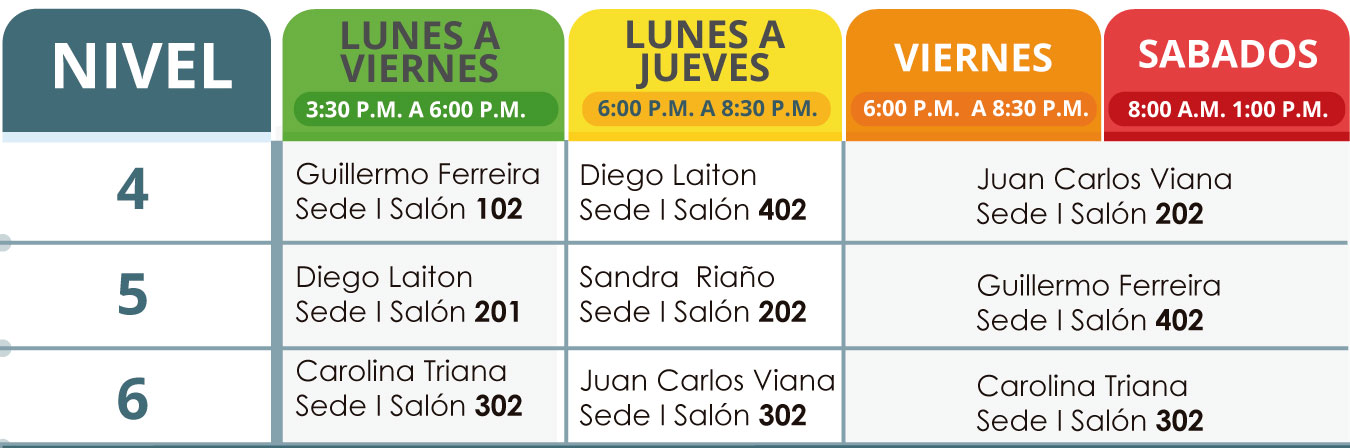 NIVEL
LUNES A
VIERNES
3:30 P.M. A 6:00 P.M.
LUNES A
JUEVES
6:00 P.M. A 8:30 P.M.
VIERNES
6:00 P.M. A 8:30 P.M.
SABADOS
8:00 A.M. 1:00 P.M.
4
Guillermo Ferreira
Sede I Salón 102
Diego Laiton
Sede I Salón 402
Juan Carlos Viana
Sede I Salón 202
5
Diego Laiton
Sede I Salón 201
Sandra Riaño
Sede I Salón 202
Guillermo Ferreira
Sede I Salón 402
6
Carolina Triana
Sede I Salón 302
Juan Carlos Viana
Sede I Salón 302
Carolina Triana
Sede I Salón 302